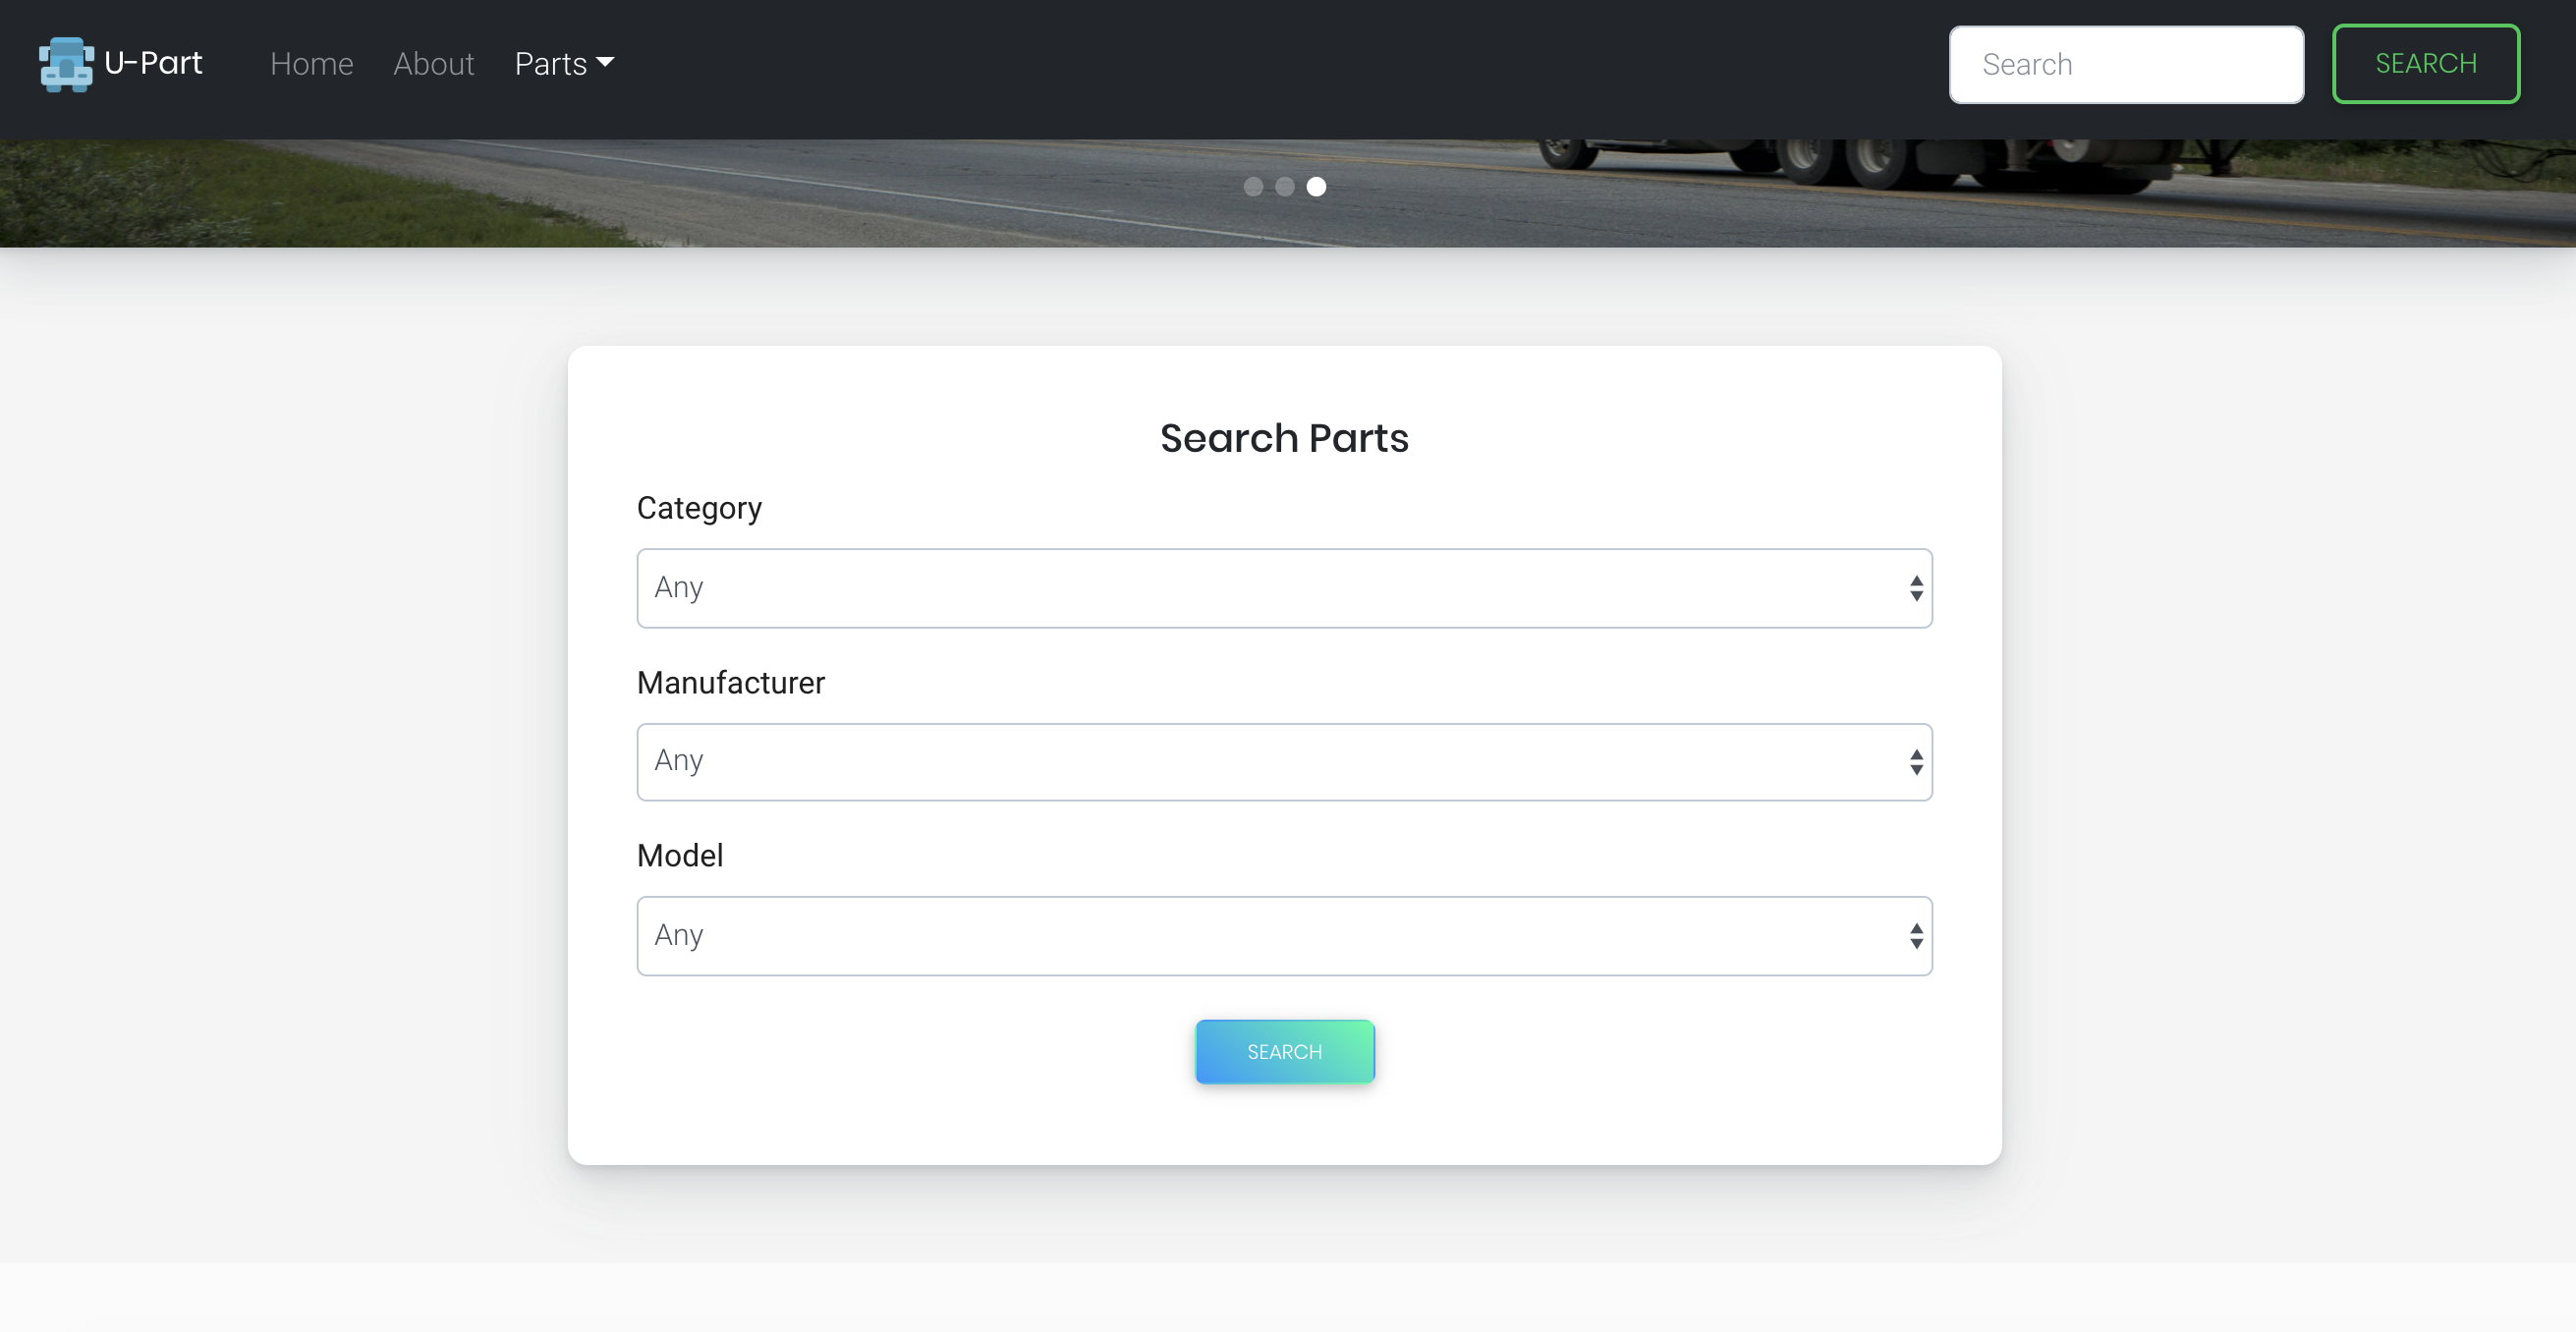 U-Part Home About Parts Search SEARCH
Search Parts
Category
Any
Manufacturer
Any
Model
Any
SEARCH